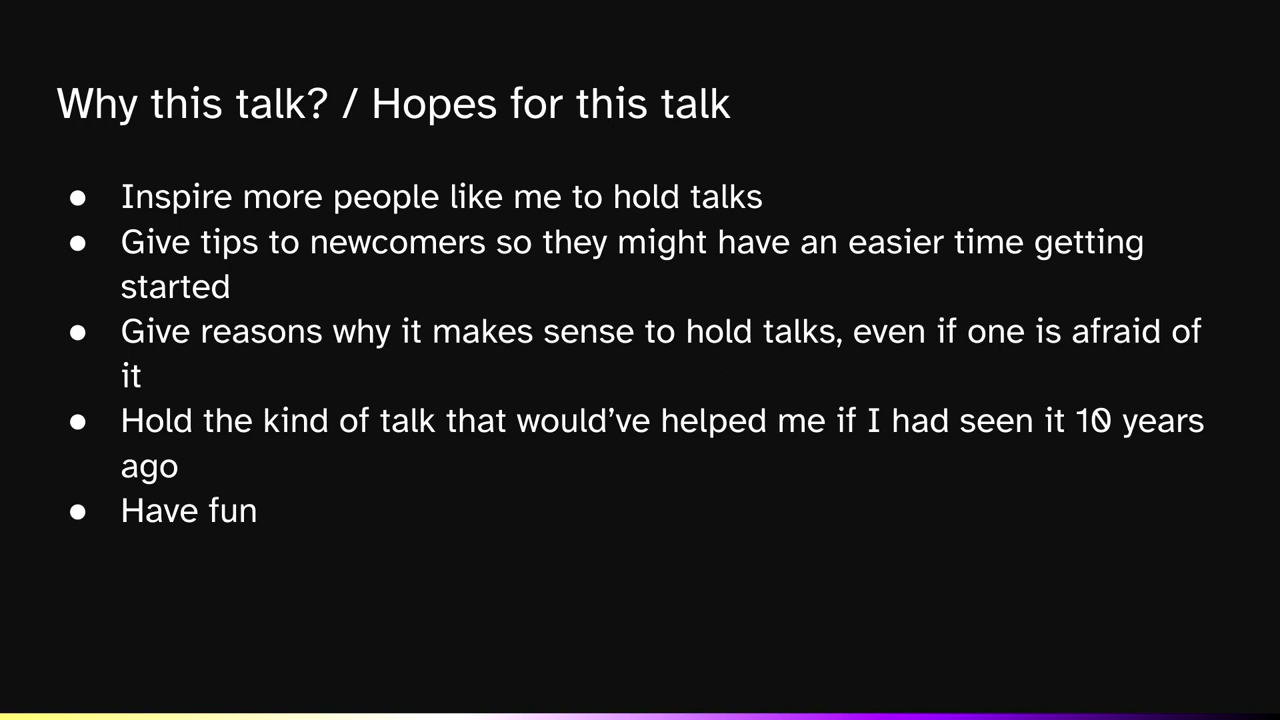 Why this talk? / Hopes for this talk
● Inspire more people like me to hold talks
● Give tips to newcomers so they might have an easier time getting
started
● Give reasons why it makes sense to hold talks, even if one is afraid of
it
● Hold the kind of talk that would’ve helped me if I had seen it 10 years
ago
● Have fun